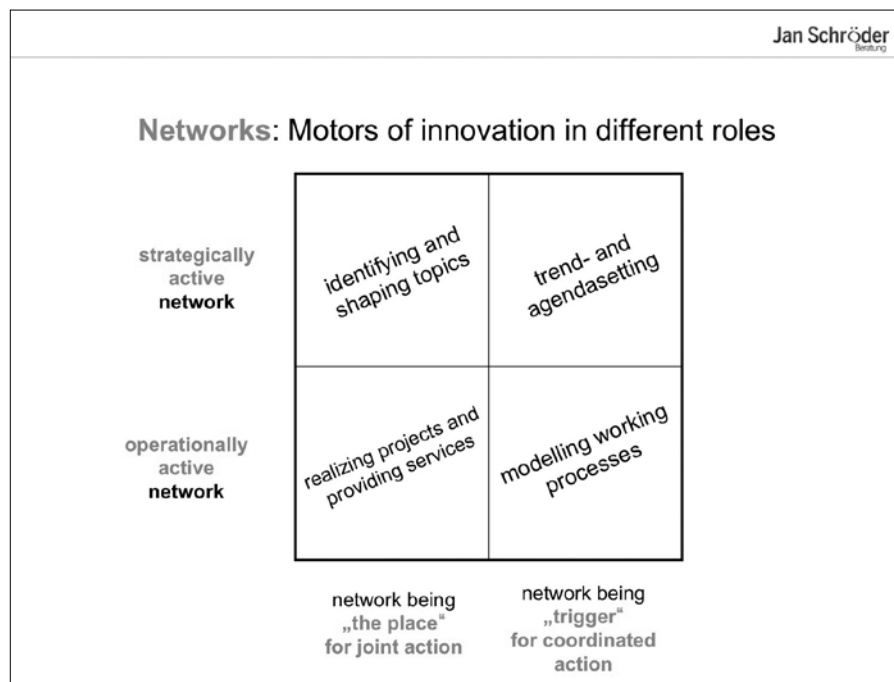 Jan Schröder
Beratung
Networks: Motors of innovation in different roles
strategically
active
network
identifying and
shaping topics
trend- and
agendasetting
operationally
active
network
realizing projects and
providing services
modelling working
processes
network being
„the place“
for joint action
network being
„trigger“
for coordinated
action